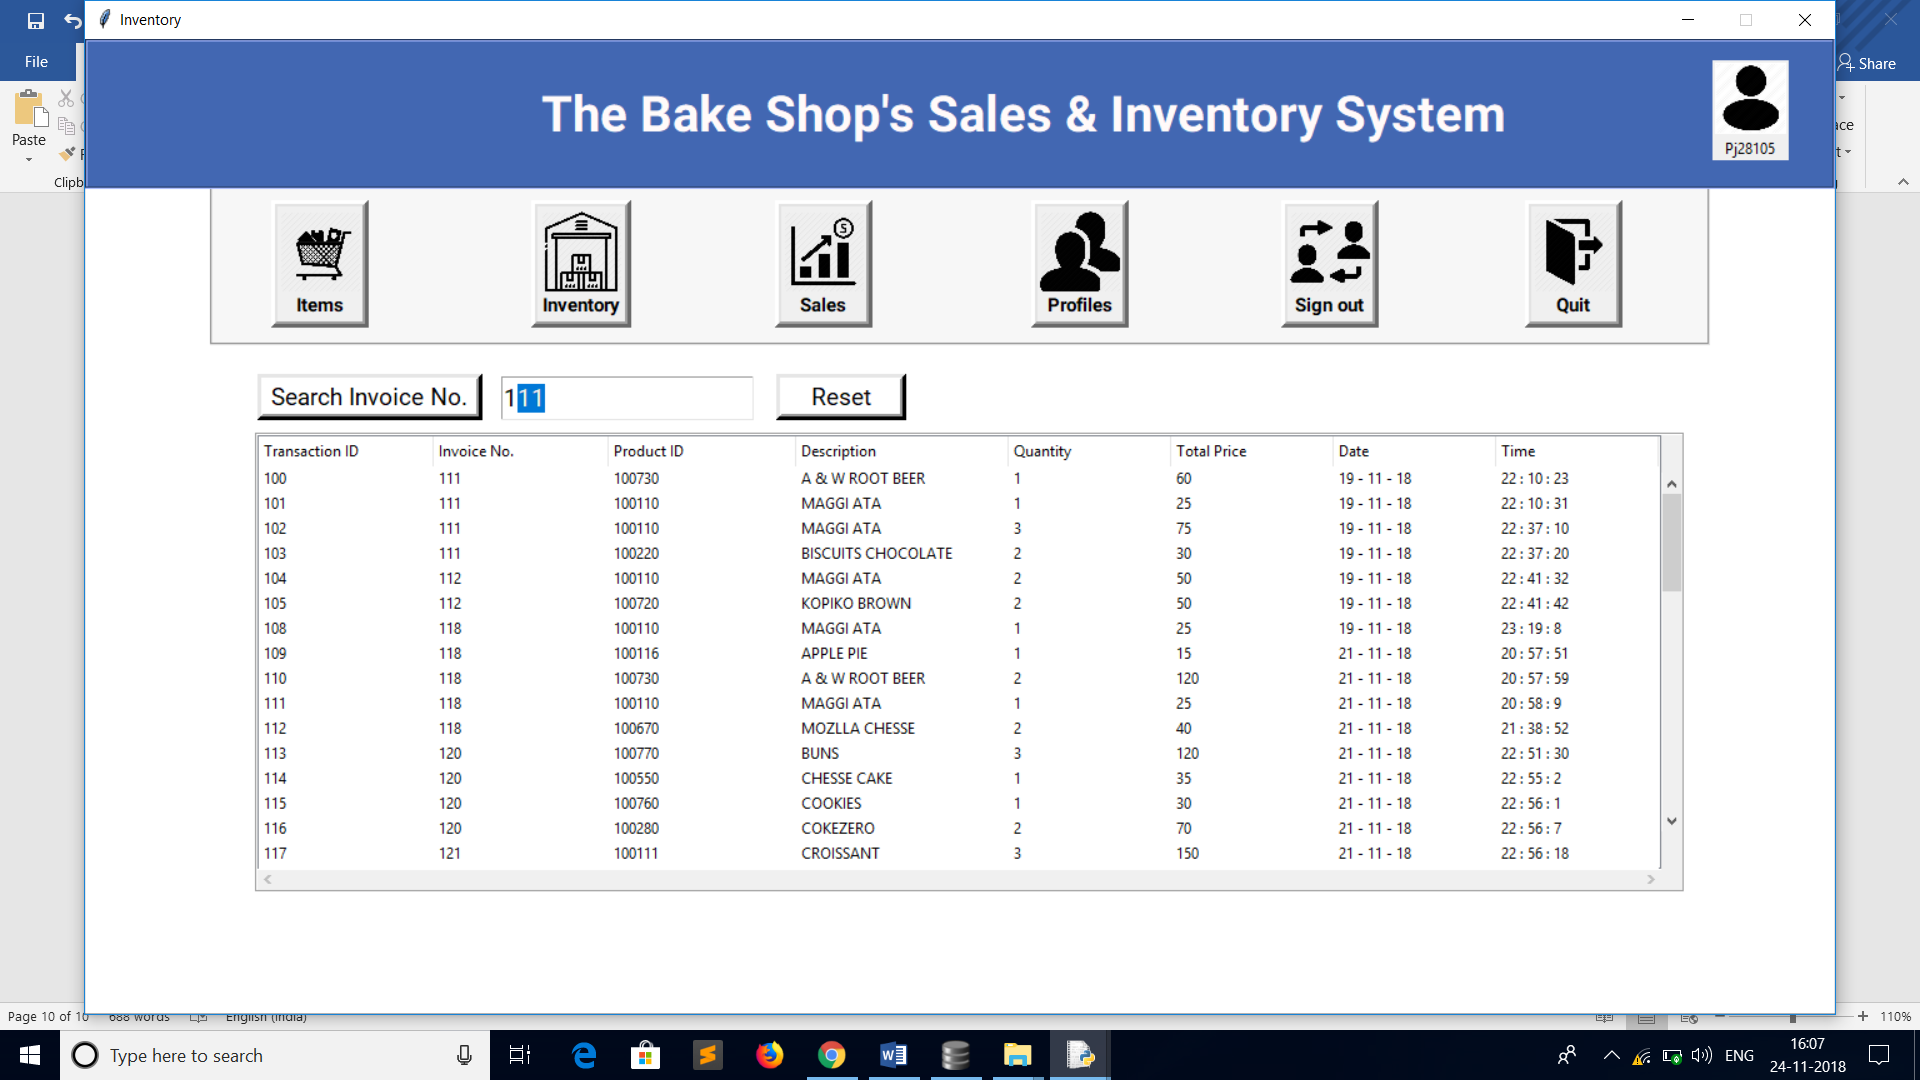 Inventory
File
Share
The Bake Shop's Sales & Inventory System
Pj28105
Paste
Items
Inventory
Sales
Profiles
Sign out
Quit
Search Invoice No.
111
Reset
Transaction ID Invoice No. Product ID Description Quantity Total Price Date Time
100 111 100730 A & W ROOT BEER 1 60 19 - 11 - 18 22 : 10 : 23
101 111 100110 MAGGI ATA 1 25 19 - 11 - 18 22 : 10 : 31
102 111 100110 MAGGI ATA 3 75 19 - 11 - 18 22 : 37 : 10
103 111 100220 BISCUITS CHOCOLATE 2 30 19 - 11 - 18 22 : 37 : 20
104 112 100110 MAGGI ATA 2 50 19 - 11 - 18 22 : 41 : 32
105 112 100720 KOPIKO BROWN 2 50 19 - 11 - 18 22 : 41 : 42
108 118 100110 MAGGI ATA 1 25 19 - 11 - 18 23 : 19 : 8
109 118 100116 APPLE PIE 1 15 21 - 11 - 18 20 : 57 : 51
110 118 100730 A & W ROOT BEER 2 120 21 - 11 - 18 20 : 57 : 59
111 118 100110 MAGGI ATA 1 25 21 - 11 - 18 20 : 58 : 9
112 118 100670 MOZLLA CHESSE 2 40 21 - 11 - 18 21 : 38 : 52
113 120 100770 BUNS 3 120 21 - 11 - 18 22 : 51 : 30
114 120 100550 CHESSE CAKE 1 35 21 - 11 - 18 22 : 55 : 2
115 120 100760 COOKIES 1 30 21 - 11 - 18 22 : 56 : 1
116 120 100280 COKEZERO 2 70 21 - 11 - 18 22 : 56 : 7
117 121 100111 CROISSANT 3 150 21 - 11 - 18 22 : 56 : 18
Page 10 of 10 688 words English (India) 110%
Type here to search
ENG
16:07
24-11-2018